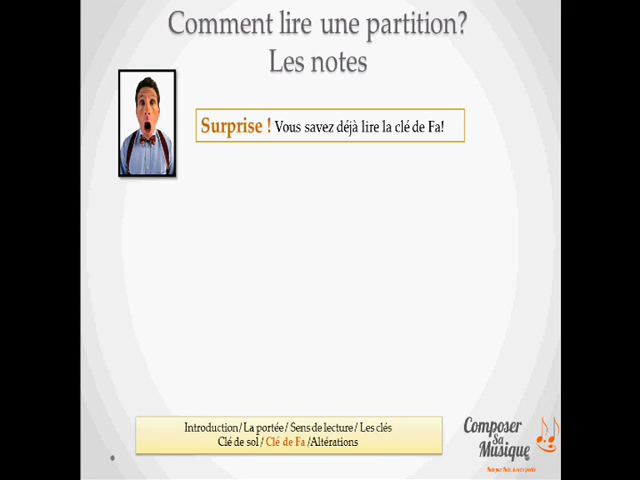 Comment lire une partition?
Les notes
Surprise ! Vous savez déjà lire la clé de Fa!
Introduction / La portée / Sens de lecture / Les clés
Clé de sol / Clé de Fa /Altérations
Composer
Sa
Musique